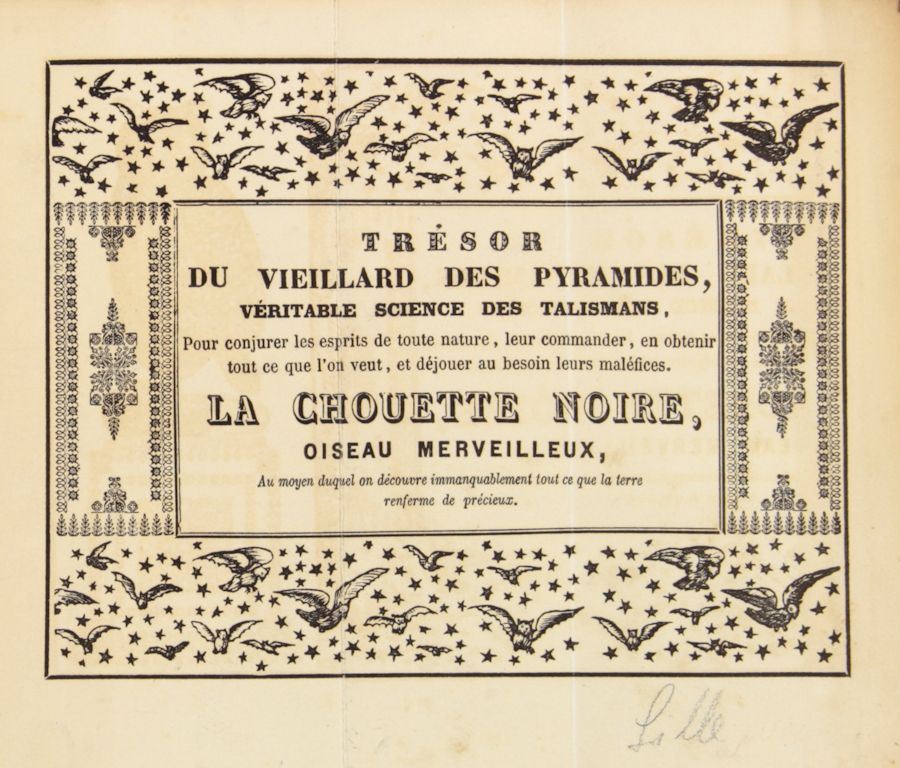 TRÉSOR
DU VIEILLARD DES PYRAMIDES,
VÉRITABLE SCIENCE DES TALISMANS,
Pour conjurer les esprits de toute nature, leur commander, en obtenir
tout ce que l'on veut, et déjouer au besoin leurs maléfices.
LA CHOUETTE NOIRE,
OISEAU MERVEILLEUX,
Au moyen duquel on découvre immanquablement tout ce que la terre
renferme de précieux.
Lille